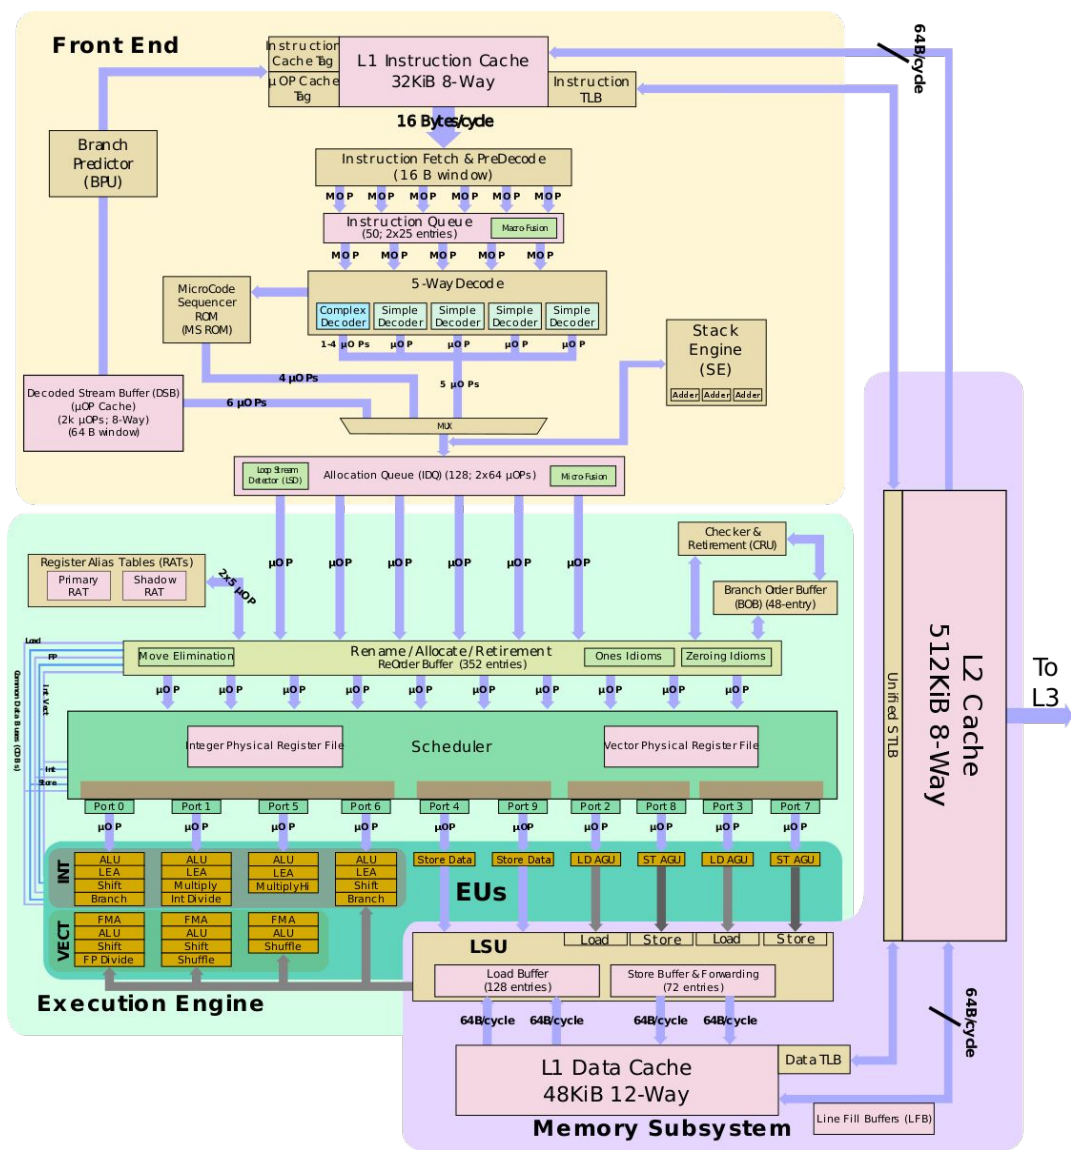 Front End
Instruction
Cache Tag
µOP Cache
Tag
L1 Instruction Cache
32KiB 8-Way
Instruction
TLB
64B/cycle
16 Bytes/cycle
Branch
Predictor
(BPU)
Instruction Fetch & PreDecode
(16 B window)
MOP MOP MOP MOP MOP MOP
Instruction Queue
(50; 2x25 entries)
Macro-Fusion
MOP MOP MOP MOP MOP
MicroCode
Sequencer
ROM
(MS ROM)
5-Way Decode
Complex
Decoder
Simple
Decoder
Simple
Decoder
Simple
Decoder
Simple
Decoder
1-4 µOPs µOP µOP µOP µOP
Stack
Engine
(SE)
Adder Adder Adder
4 µOPs
5 µOPs
6 µOPs
Decoded Stream Buffer (DSB)
(µOP Cache)
(2k µOPs; 8-Way)
(64 B window)
MUX
Loop Stream
Detector (LSD)
Allocation Queue (IDQ) (128; 2x64 µOPs)
Micro-Fusion
µOP µOP µOP µOP µOP µOP
Register Alias Tables (RATs)
Primary
RAT
Shadow
RAT
2x5 µOP
Checker &
Retirement (CRU)
Branch Order Buffer
(BOB) (48-entry)
Rename/Allocate/Retirement
ReOrder Buffer (352 entries)
Move Elimination
Ones Idioms
Zeroing Idioms
Load
FP
Int Vect
Common Data Buses (CDBs)
Int
Store
µOP µOP µOP µOP µOP µOP µOP µOP µOP µOP
Integer Physical Register File
Scheduler
Vector Physical Register File
Port 0 Port 1 Port 5 Port 6 Port 4 Port 9 Port 2 Port 8 Port 3 Port 7
µOP µOP µOP µOP µOP µOP µOP µOP µOP µOP
INT
ALU
LEA
Shift
Branch
ALU
LEA
Multiply
Int Divide
ALU
LEA
MultiplyHi
ALU
LEA
Shift
Branch
Store Data
Store Data
LD AGU
ST AGU
LD AGU
ST AGU
EUs
VECT
FMA
ALU
Shift
FP Divide
FMA
ALU
Shift
Shuffle
FMA
ALU
Shuffle
Execution Engine
LSU
Load
Store
Load
Store
Load Buffer
(128 entries)
Store Buffer & Forwarding
(72 entries)
64B/cycle 64B/cycle 64B/cycle 64B/cycle
L1 Data Cache
48KiB 12-Way
Data TLB
Line Fill Buffers (LFB)
64B/cycle
Memory Subsystem
Unified STLB
L2 Cache
512KiB 8-Way
To
L3